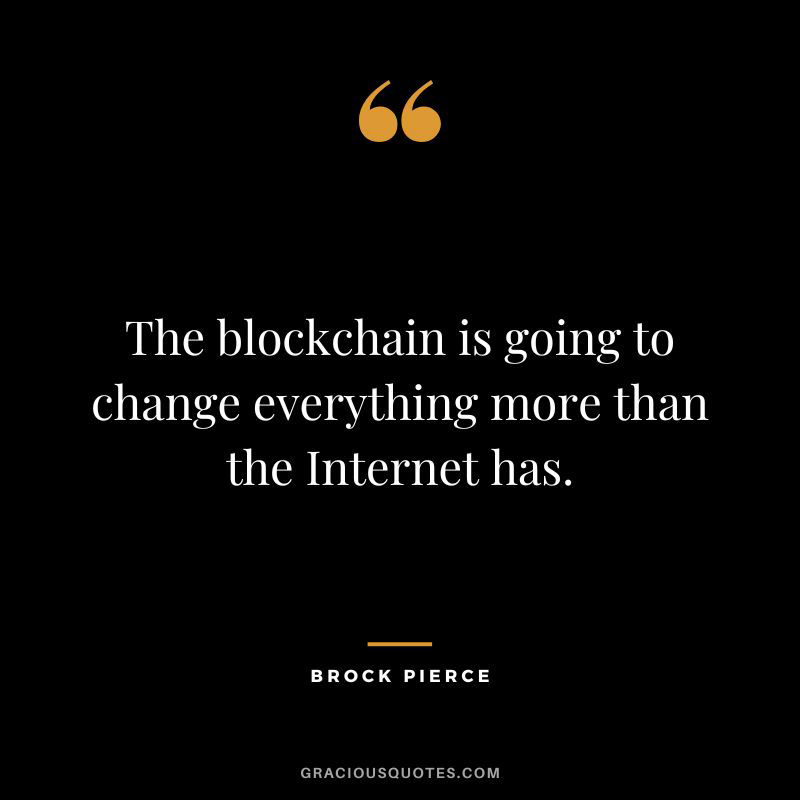 “
The blockchain is going to
change everything more than
the Internet has.
BROCK PIERCE
GRACIOUSQUOTES.COM